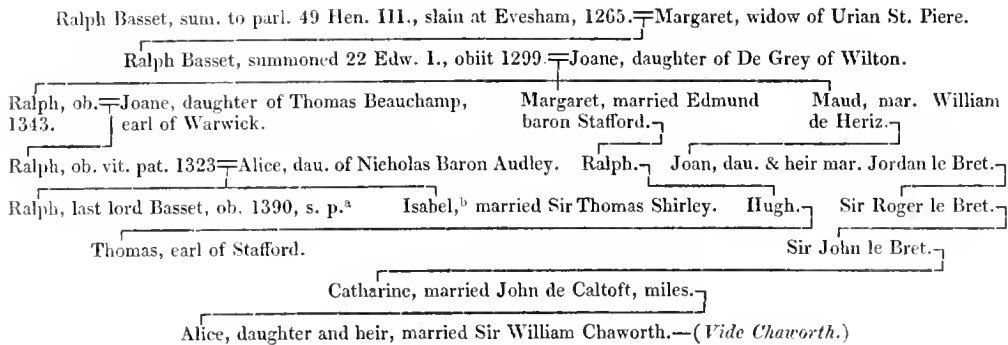 Ralph Basset, sum. to parl. 49 Hen. III., slain at Evesham, 1265.=Margaret, widow of Urian St. Piere.
Ralph Basset, summoned 22 Edw. I., obiit 1299.=Joane, daughter of De Grey of Wilton.
Ralph, ob.=Joane, daughter of Thomas Beauchamp, Margaret, married Edmund Maud, mar. William
1343. earl of Warwick. baron Stafford. de Heriz.
Ralph, ob. vit. pat. 1323=Alice, dau. of Nicholas Baron Audley. Ralph. Joan, dau. & heir mar. Jordan le Bret.
Ralph, last lord Basset, ob. 1390, s. p.ª Isabel,ᵇ married Sir Thomas Shirley. Hugh. Sir Roger le Bret.
Thomas, earl of Stafford. Sir John le Bret.
Catharine, married John de Caltoft, miles.
Alice, daughter and heir, married Sir William Chaworth.—(Vide Chaworth.)